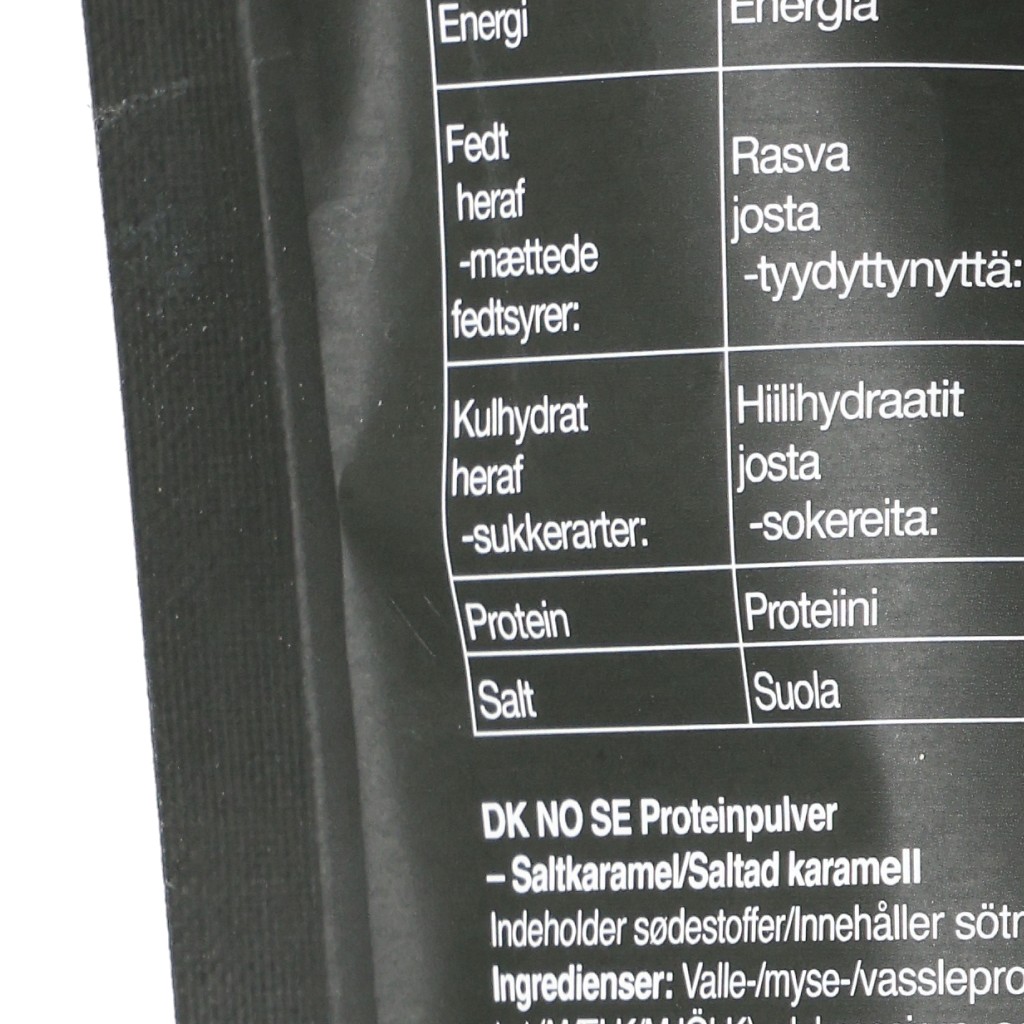 Energi
Energia
Fedt
heraf
-mættede
fedtsyrer:
Rasva
josta
-tyydyttynyttä:
Kulhydrat
heraf
-sukkerarter:
Hiilihydraatit
josta
-sokereita:
Protein
Proteiini
Salt
Suola
DK NO SE Proteinpulver
– Saltkaramel/Saltad karamell
Indeholder sødestoffer/Innehåller
Ingredienser: Valle-/myse-/vasslepro